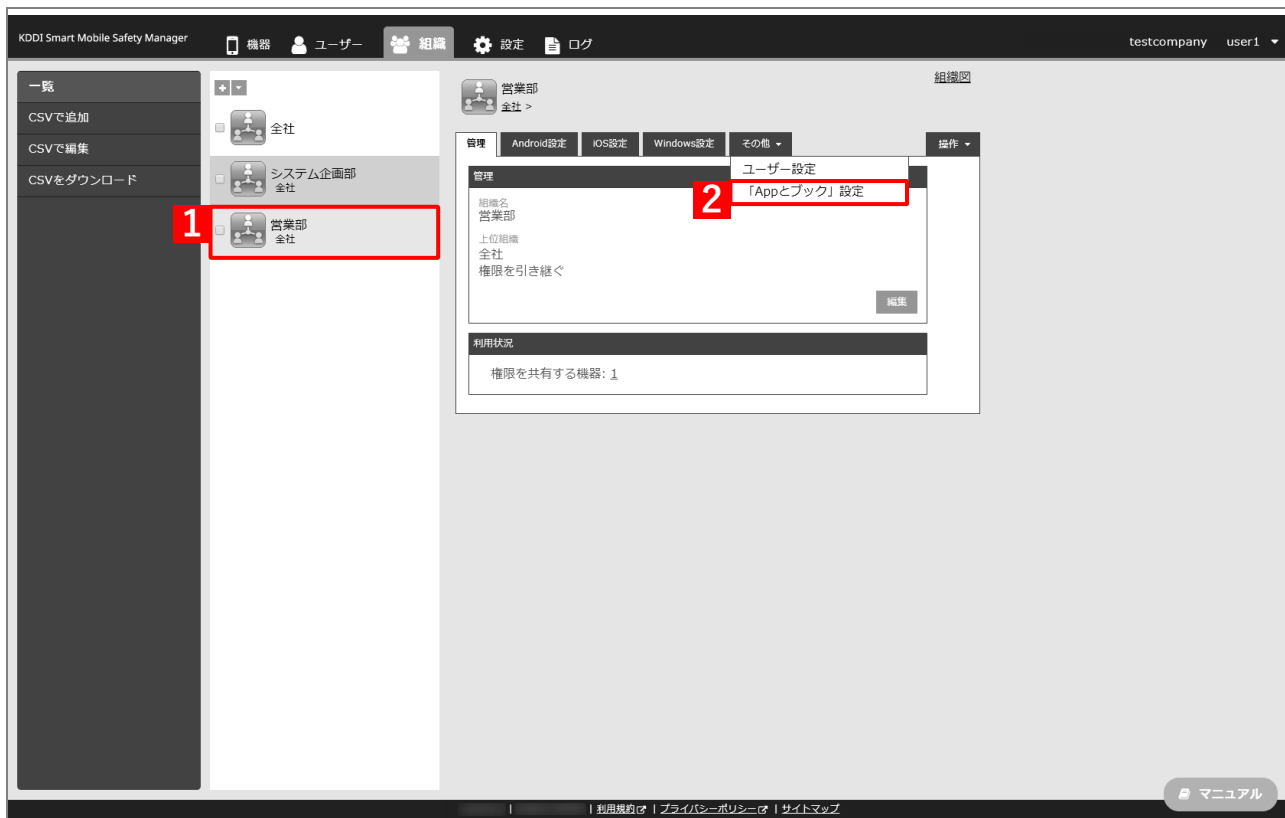 KDDI Smart Mobile Safety Manager
機器
ユーザー
組織
設定
ログ
testcompany
user1
一覧
CSVで追加
CSVで編集
CSVをダウンロード
全社
システム企画部
全社
1
営業部
全社
営業部
全社 >
組織図
管理
Android設定
iOS設定
Windows設定
その他
操作
ユーザー設定
2
「Appとブック」設定
管理
組織名
営業部
上位組織
全社
権限を引き継ぐ
編集
利用状況
権限を共有する機器: 1
マニュアル
| | 利用規約 | プライバシーポリシー | サイトマップ